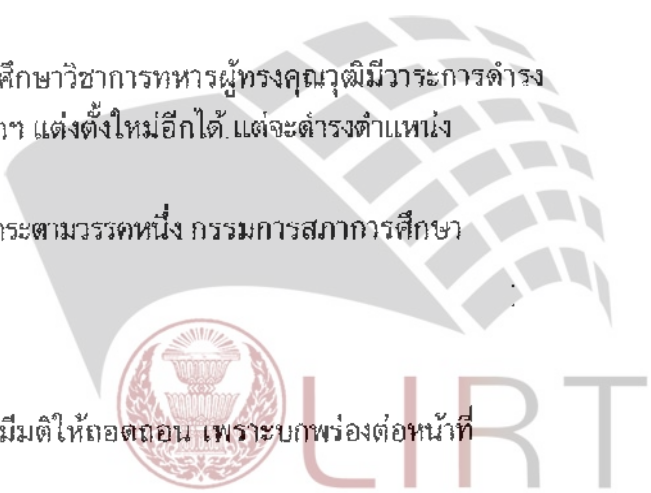 ศึกษาวิชาการทหารผู้ทรงคุณวุฒิมีวาระการดำรง
าฯ แต่งตั้งใหม่อีกได้ แต่จะดำรงตำแหน่ง
าระตามวรรคหนึ่ง กรรมการสภาการศึกษา
มีมติให้ถอดถอน เพราะบกพร่องต่อหน้าที่
LIRT